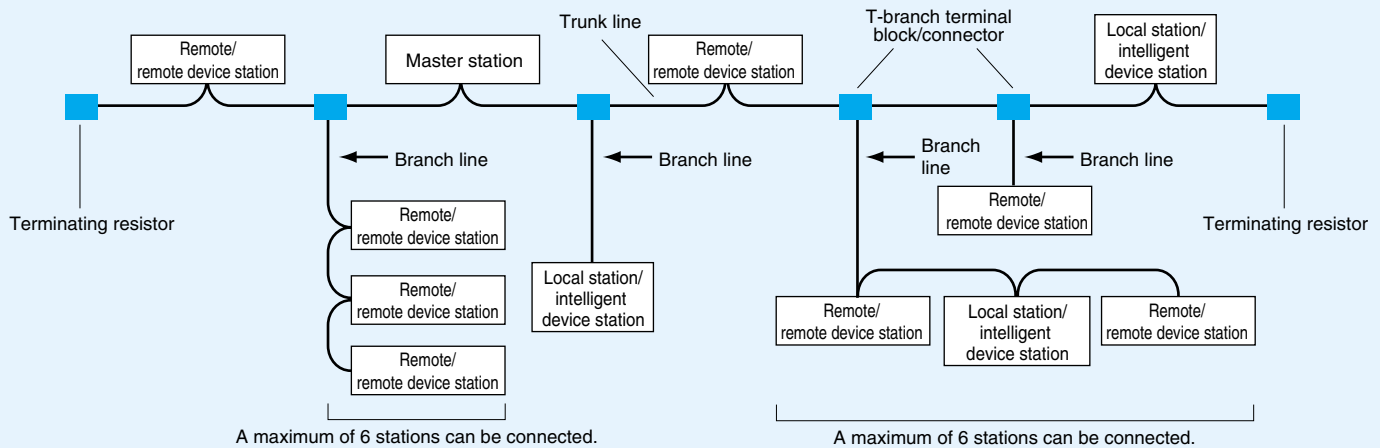 Trunk line
T-branch terminal
block/connector
Local station/
intelligent
device station
Remote/
remote device station
Master station
Remote/
remote device station
Branch line
Branch line
Branch
line
Branch line
Terminating resistor
Remote/
remote device station
Terminating resistor
Remote/
remote device station
Local station/
intelligent
device station
Remote/
remote device station
Remote/
remote device station
Local station/
intelligent
device station
Remote/
remote device station
Remote/
remote device station
A maximum of 6 stations can be connected.
A maximum of 6 stations can be connected.